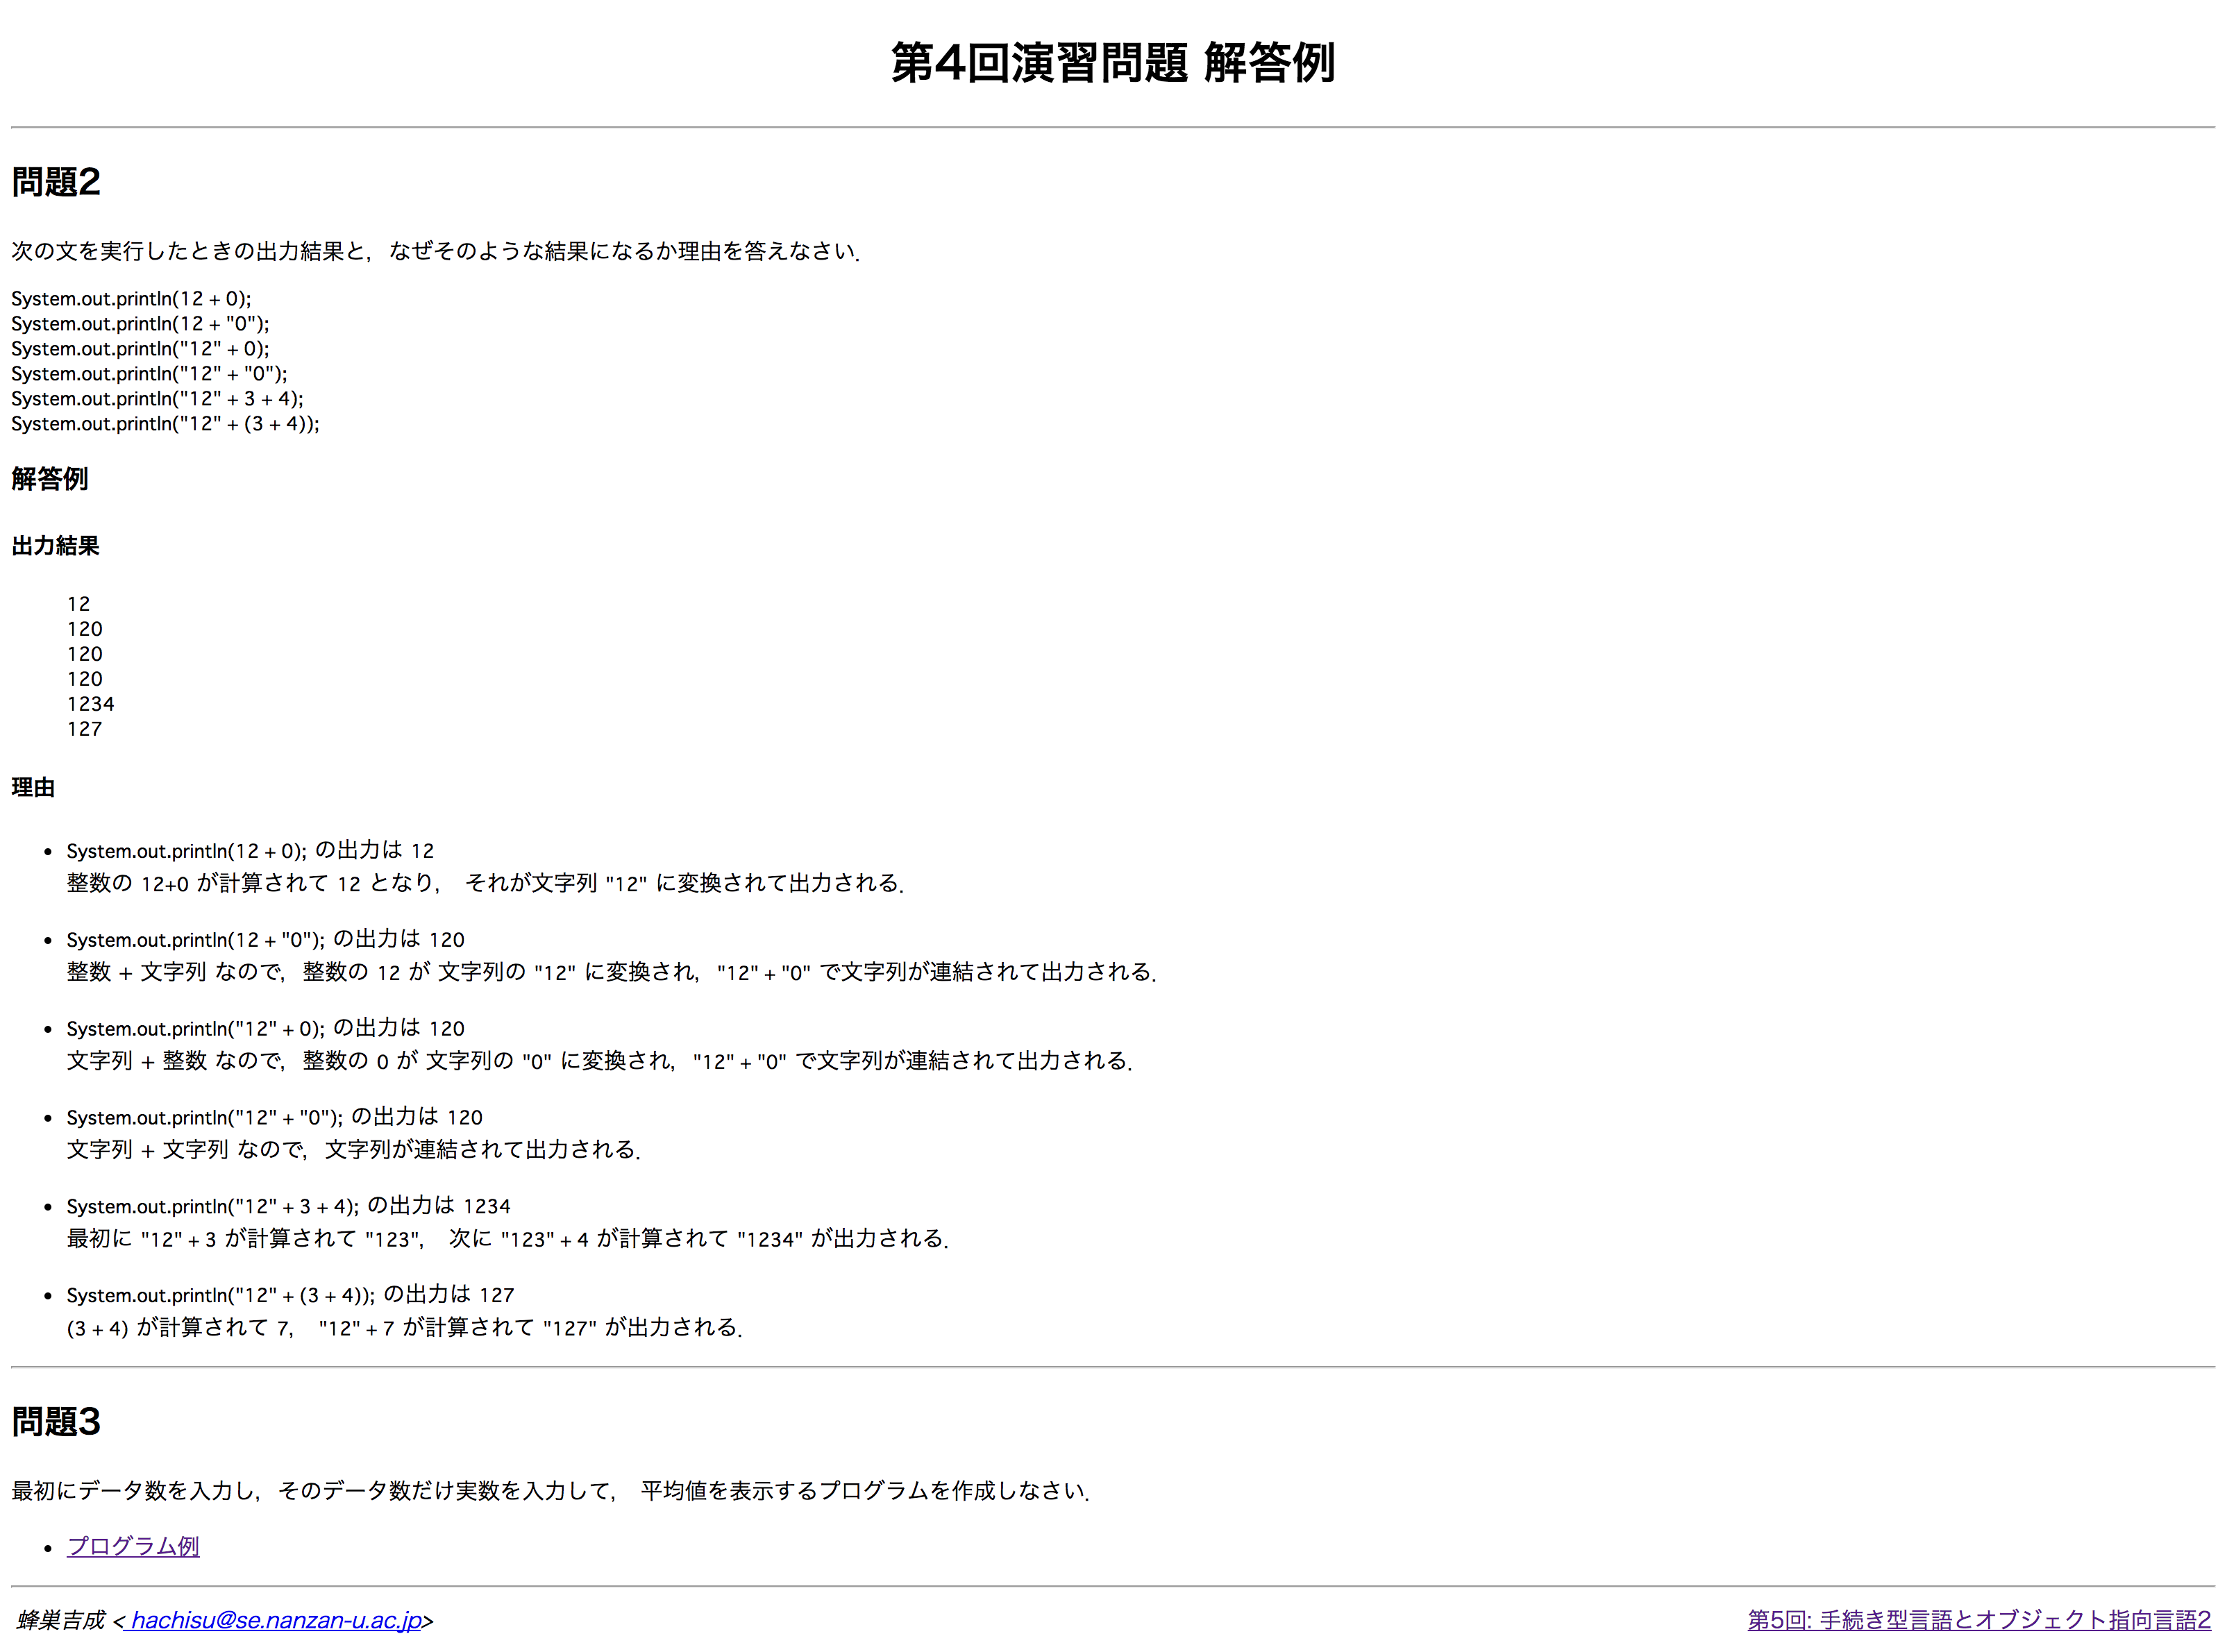 第4回演習問題 解答例
問題2
次の文を実行したときの出力結果と，なぜそのような結果になるか理由を答えなさい．
System.out.println(12 + 0);
System.out.println(12 + "0");
System.out.println("12" + 0);
System.out.println("12" + "0");
System.out.println("12" + 3 + 4);
System.out.println("12" + (3 + 4));
解答例
出力結果
12
120
120
120
1234
127
理由
• System.out.println(12 + 0); の出力は 12
整数の 12+0 が計算されて 12 となり， それが文字列 "12" に変換されて出力される．
• System.out.println(12 + "0"); の出力は 120
整数 + 文字列 なので，整数の 12 が 文字列の "12" に変換され，"12" + "0" で文字列が連結されて出力される．
• System.out.println("12" + 0); の出力は 120
文字列 + 整数 なので，整数の 0 が 文字列の "0" に変換され，"12" + "0" で文字列が連結されて出力される．
• System.out.println("12" + "0"); の出力は 120
文字列 + 文字列 なので，文字列が連結されて出力される．
• System.out.println("12" + 3 + 4); の出力は 1234
最初に "12" + 3 が計算されて "123"， 次に "123" + 4 が計算されて "1234" が出力される．
• System.out.println("12" + (3 + 4)); の出力は 127
(3 + 4) が計算されて 7， "12" + 7 が計算されて "127" が出力される．
問題3
最初にデータ数を入力し，そのデータ数だけ実数を入力して， 平均値を表示するプログラムを作成しなさい．
• プログラム例
蜂巣吉成 < hachisu@se.nanzan-u.ac.jp>
第5回: 手続き型言語とオブジェクト指向言語2